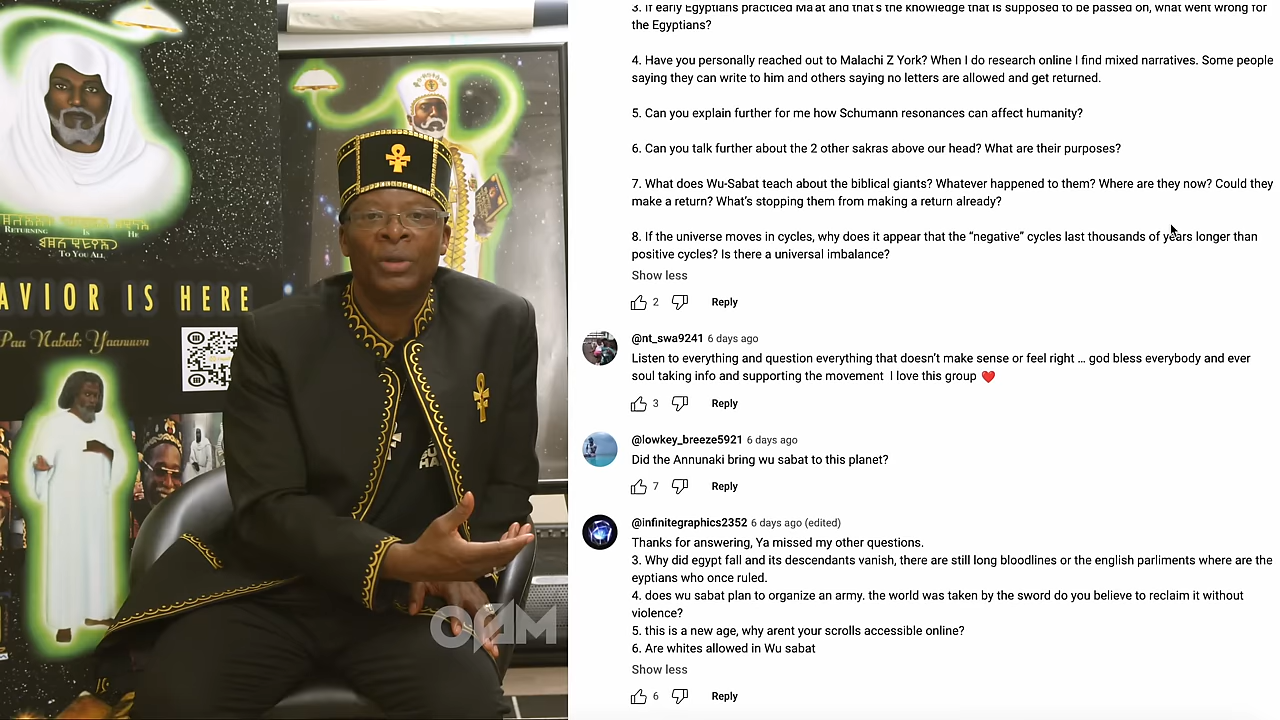 RETURNING IS HE
TO YOU ALL
AVIOR IS HERE
Paa Nabab: Yaanuwn
OAM
3. If early Egyptians practiced Ma'at and that's the knowledge that is supposed to be passed on, what went wrong for
the Egyptians?
4. Have you personally reached out to Malachi Z York? When I do research online I find mixed narratives. Some people
saying they can write to him and others saying no letters are allowed and get returned.
5. Can you explain further for me how Schumann resonances can affect humanity?
6. Can you talk further about the 2 other sakras above our head? What are their purposes?
7. What does Wu-Sabat teach about the biblical giants? Whatever happened to them? Where are they now? Could they
make a return? What's stopping them from making a return already?
8. If the universe moves in cycles, why does it appear that the “negative” cycles last thousands of years longer than
positive cycles? Is there a universal imbalance?
Show less
2 Reply
@nt_swa9241 6 days ago
Listen to everything and question everything that doesn't make sense or feel right ... god bless everybody and ever
soul taking info and supporting the movement I love this group ❤️
3 Reply
@lowkey_breeze5921 6 days ago
Did the Annunaki bring wu sabat to this planet?
7 Reply
@infinitegraphics2352 6 days ago (edited)
Thanks for answering, Ya missed my other questions.
3. Why did egypt fall and its descendants vanish, there are still long bloodlines or the english parliments where are the
eyptians who once ruled.
4. does wu sabat plan to organize an army. the world was taken by the sword do you believe to reclaim it without
violence?
5. this is a new age, why arent your scrolls accessible online?
6. Are whites allowed in Wu sabat
Show less
6 Reply